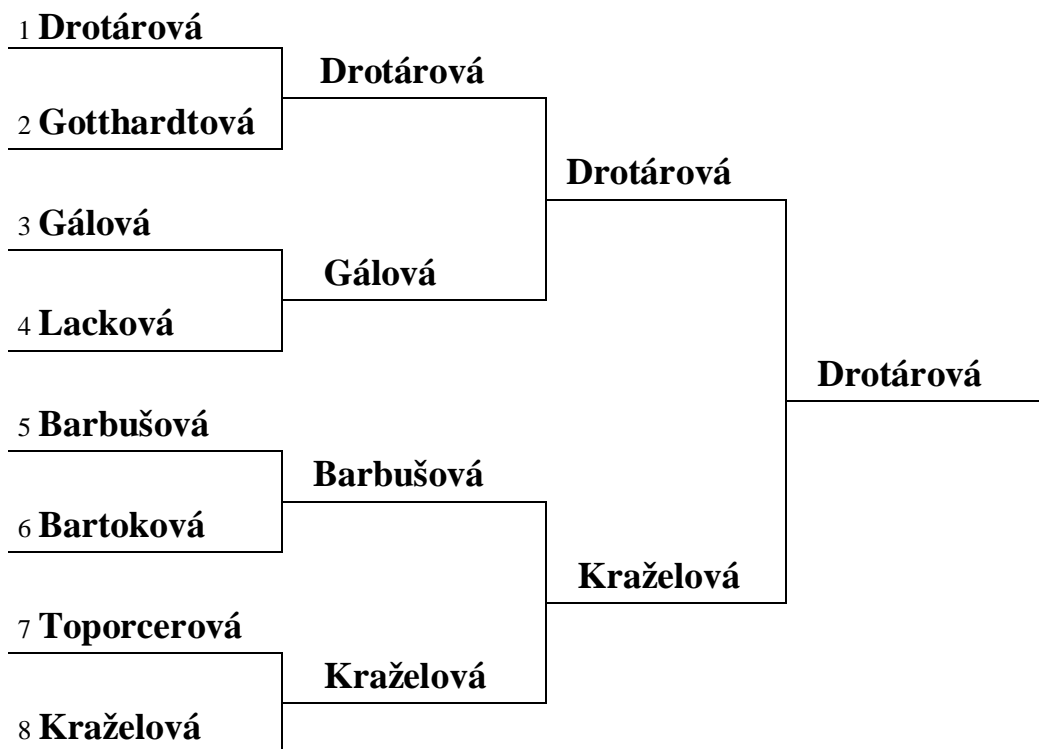 1 Drotárová
Drotárová
2 Gotthardtová
Drotárová
3 Gálová
Gálová
4 Lacková
Drotárová
5 Barbušová
Barbušová
6 Bartoková
Kraželová
7 Toporcerová
Kraželová
8 Kraželová